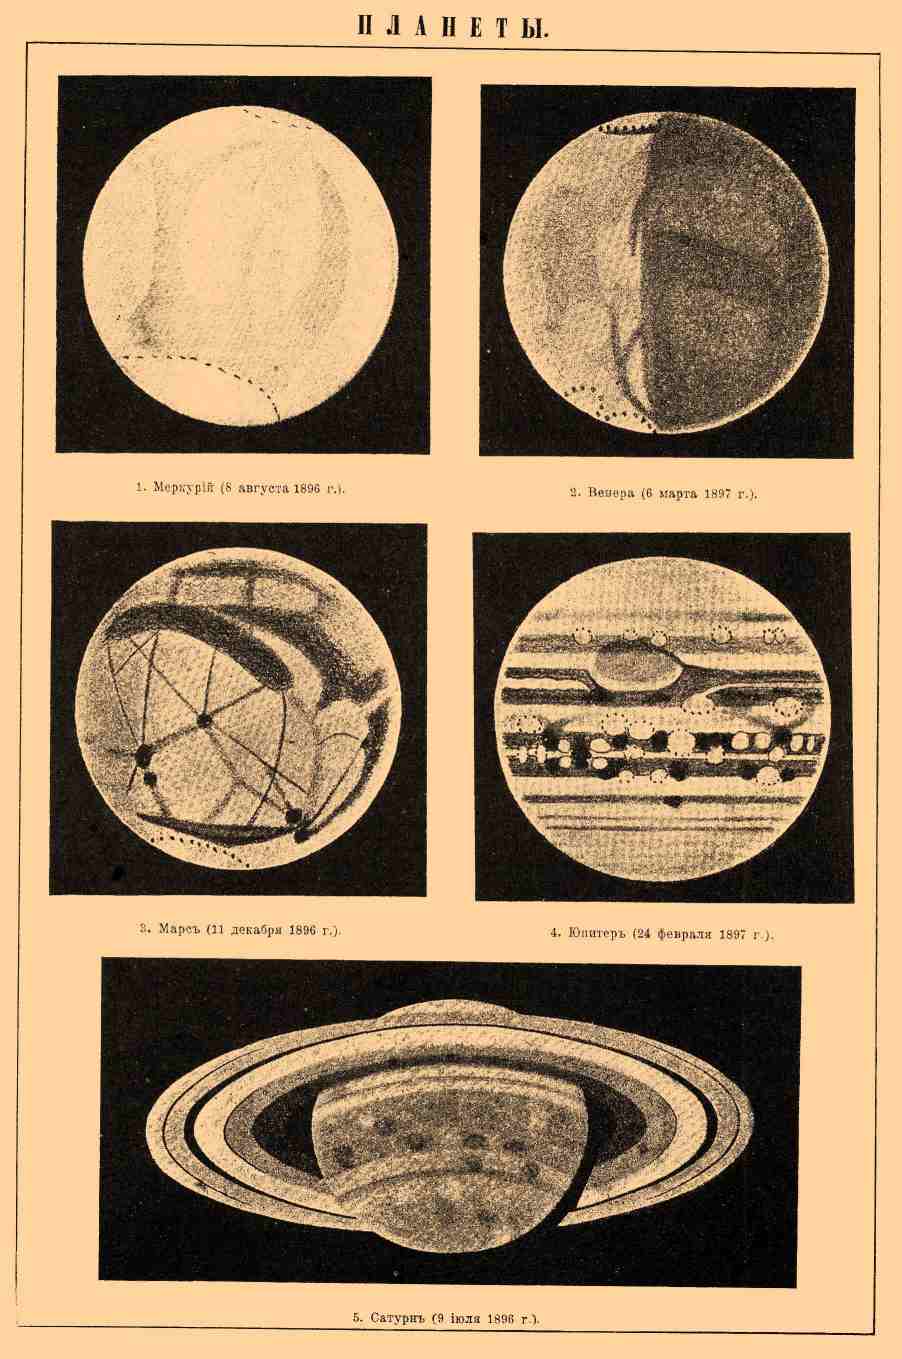 ПЛАНЕТЫ.
1. Меркурій (8 августа 1896 г.).
2. Венера (6 марта 1897 г.).
3. Марсъ (11 декабря 1896 г.).
4. Юпитеръ (24 февраля 1897 г.).
5. Сатурнъ (9 іюля 1896 г.).